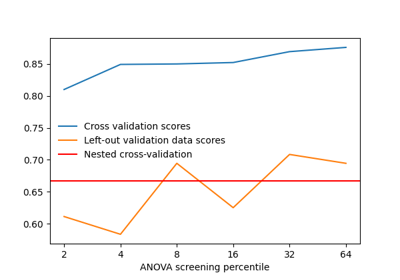 0.85
0.80
0.75
0.70
0.65
0.60
Cross validation scores
Left-out validation data scores
Nested cross-validation
2 4 8 16 32 64
ANOVA screening percentile